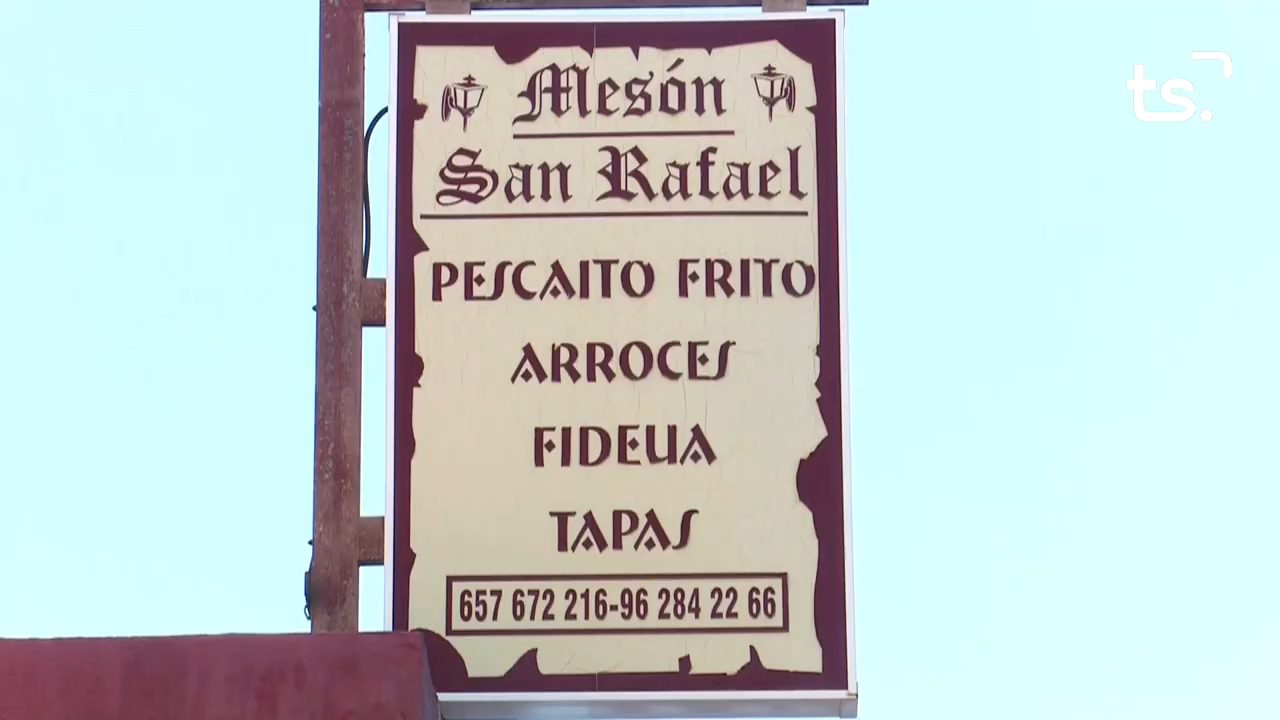 ts.
Mesón
San Rafael
PESCAITO FRITO
ARROCES
FIDEUA
TAPAS
657 672 216-96 284 22 66